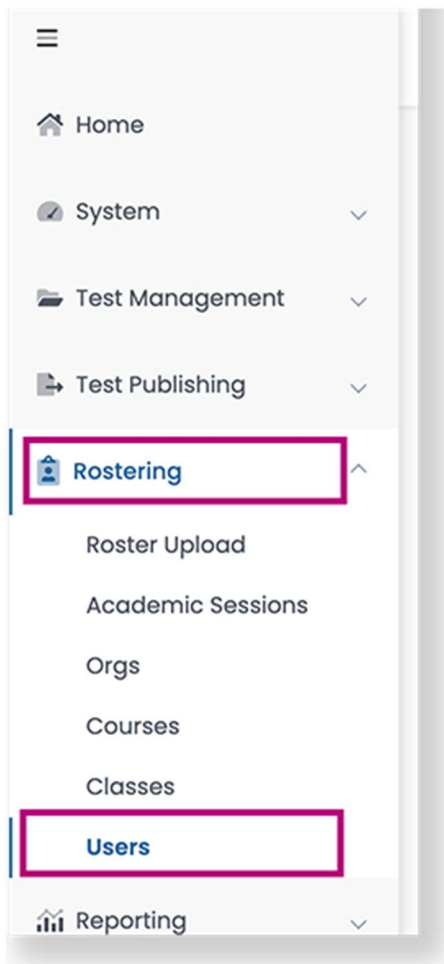 Home
System
Test Management
Test Publishing
Rostering
Roster Upload
Academic Sessions
Orgs
Courses
Classes
Users
Reporting